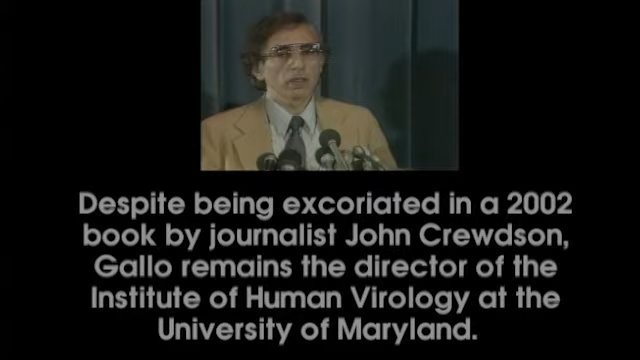 Despite being excoriated in a 2002
book by journalist John Crewdson,
Gallo remains the director of the
Institute of Human Virology at the
University of Maryland.